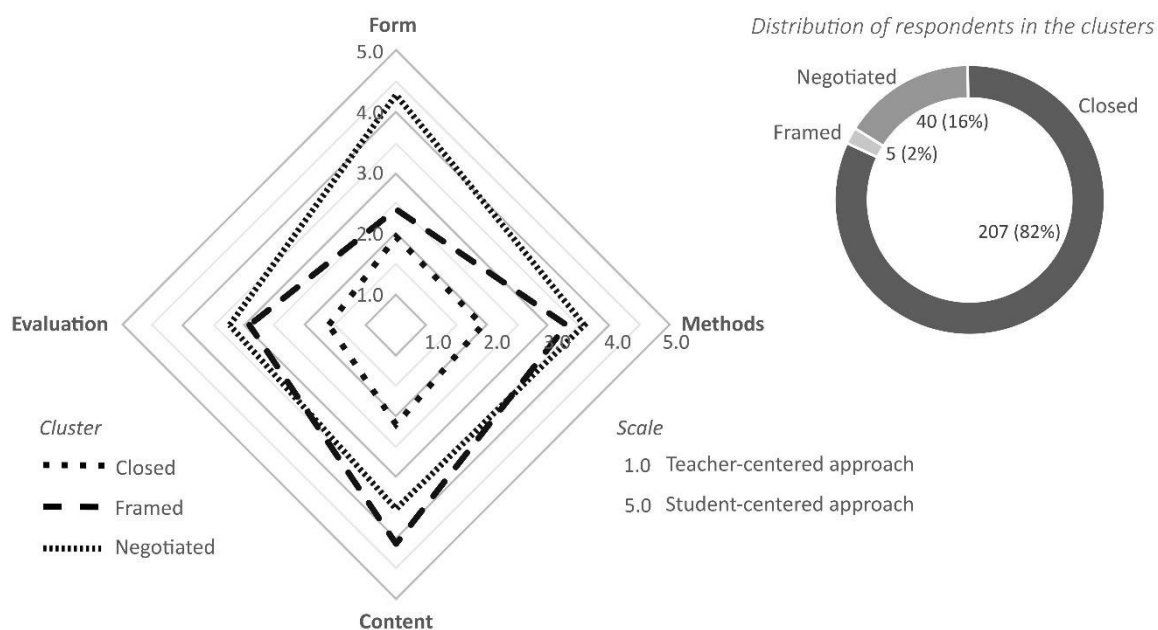 Form
5.0
4.0
3.0
2.0
1.0
Evaluation
1.0 2.0 3.0 4.0 5.0
Methods
Content
Cluster
Closed
Framed
Negotiated
Scale
1.0 Teacher-centered approach
5.0 Student-centered approach
Distribution of respondents in the clusters
Negotiated
Closed
Framed
40 (16%)
5 (2%)
207 (82%)